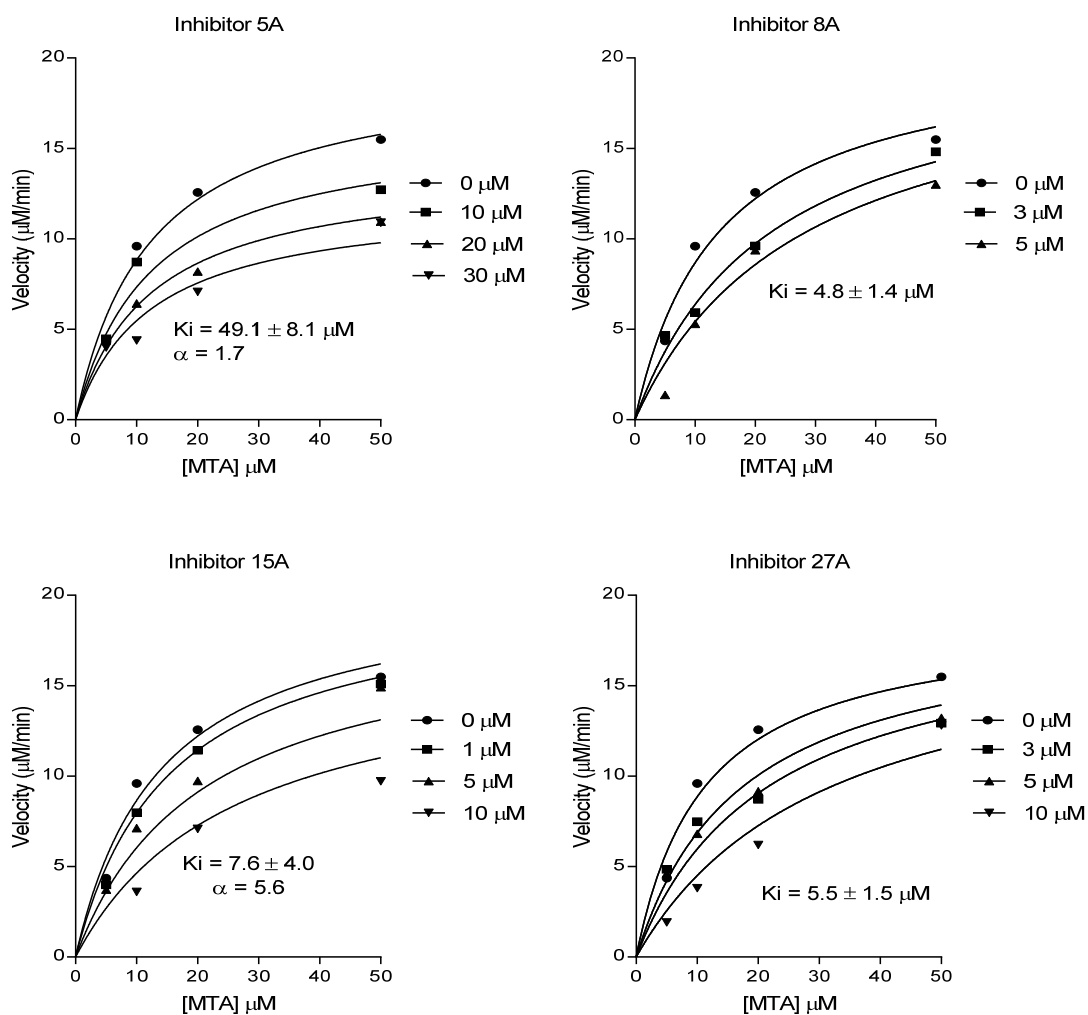 Inhibitor 5A
20
15
10
5
0
Velocity (μM/min)
0 10 20 30 40 50
[MTA] μM
Ki = 49.1 ± 8.1 μM
α = 1.7
0 μM
10 μM
20 μM
30 μM
Inhibitor 8A
20
15
10
5
0
Velocity (μM/min)
0 10 20 30 40 50
[MTA] μM
Ki = 4.8 ± 1.4 μM
0 μM
3 μM
5 μM
Inhibitor 15A
20
15
10
5
0
Velocity (μM/min)
0 10 20 30 40 50
[MTA] μM
Ki = 7.6 ± 4.0
α = 5.6
0 μM
1 μM
5 μM
10 μM
Inhibitor 27A
20
15
10
5
0
Velocity (μM/min)
0 10 20 30 40 50
[MTA] μM
Ki = 5.5 ± 1.5 μM
0 μM
3 μM
5 μM
10 μM